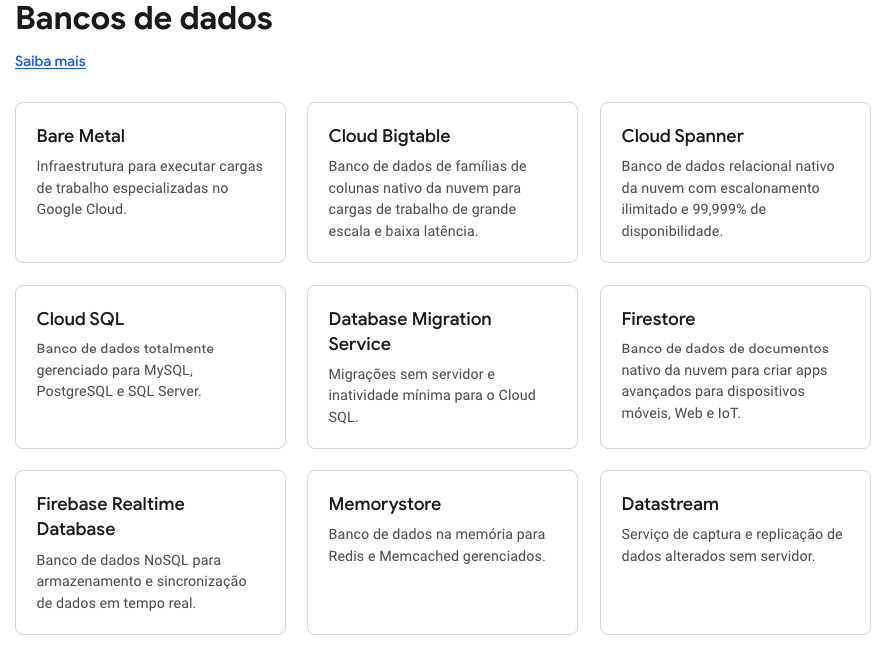 Bancos de dados
Saiba mais
Bare Metal
Infraestrutura para executar cargas
de trabalho especializadas no
Google Cloud.
Cloud Bigtable
Banco de dados de famílias de
colunas nativo da nuvem para
cargas de trabalho de grande
escala e baixa latência.
Cloud Spanner
Banco de dados relacional nativo
da nuvem com escalonamento
ilimitado e 99,999% de
disponibilidade.
Cloud SQL
Banco de dados totalmente
gerenciado para MySQL,
PostgreSQL e SQL Server.
Database Migration
Service
Migrações sem servidor e
inatividade mínima para o Cloud
SQL.
Firestore
Banco de dados de documentos
nativo da nuvem para criar apps
avançados para dispositivos
móveis, Web e IoT.
Firebase Realtime
Database
Banco de dados NoSQL para
armazenamento e sincronização
de dados em tempo real.
Memorystore
Banco de dados na memória para
Redis e Memcached gerenciados.
Datastream
Serviço de captura e replicação de
dados alterados sem servidor.